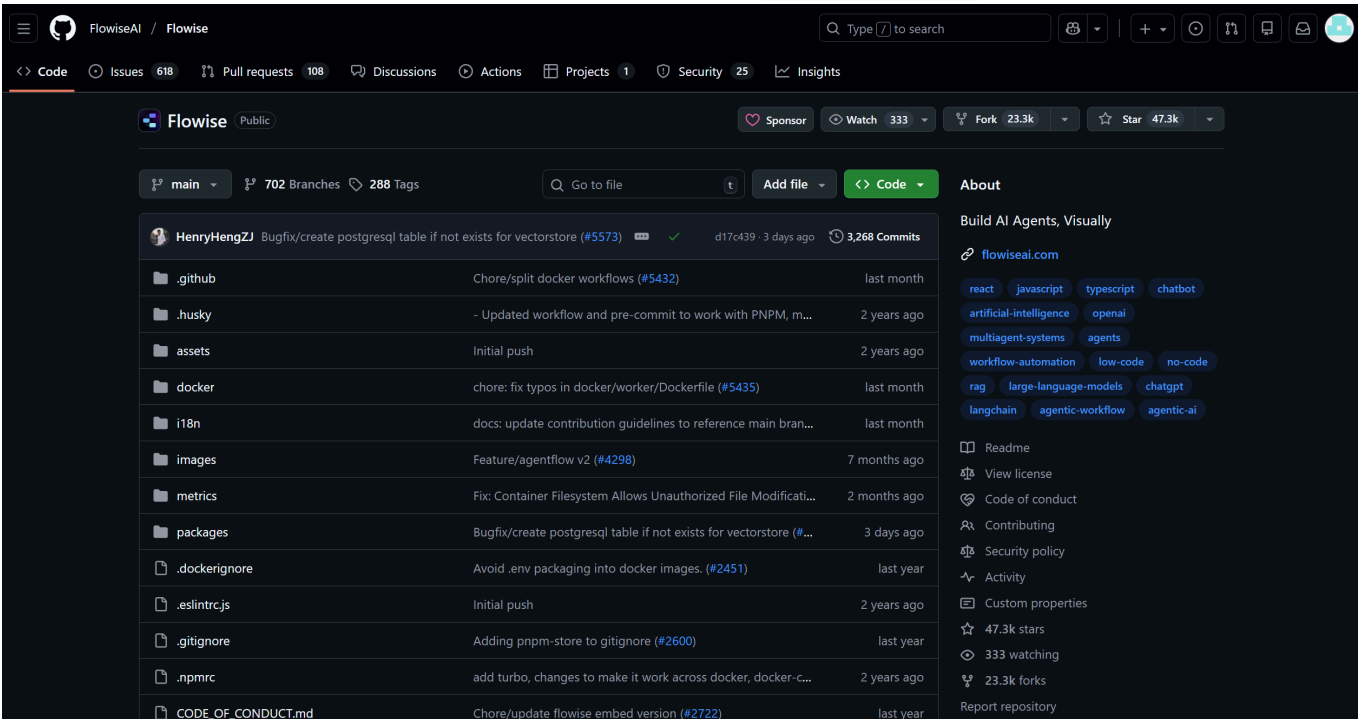 FlowiseAI / Flowise
Type / to search
Code Issues 618 Pull requests 108 Discussions Actions Projects 1 Security 25 Insights
Flowise Public
Sponsor Watch 333 Fork 23.3k Star 47.3k
main 702 Branches 288 Tags Go to file t Add file Code
HenryHengZJ Bugfix/create postgresql table if not exists for vectorstore (#5573) d17c439 · 3 days ago 3,268 Commits
.github Chore/split docker workflows (#5432) last month
.husky - Updated workflow and pre-commit to work with PNPM, m... 2 years ago
assets Initial push 2 years ago
docker chore: fix typos in docker/worker/Dockerfile (#5435) last month
i18n docs: update contribution guidelines to reference main bran... last month
images Feature/agentflow v2 (#4298) 7 months ago
metrics Fix: Container Filesystem Allows Unauthorized File Modificati... 2 months ago
packages Bugfix/create postgresql table if not exists for vectorstore (#... 3 days ago
.dockerignore Avoid .env packaging into docker images. (#2451) last year
.eslintrc.js Initial push 2 years ago
.gitignore Adding pnpm-store to gitignore (#2600) last year
.npmrc add turbo, changes to make it work across docker, docker-c... 2 years ago
CODE_OF_CONDUCT.md Chore/update flowise embed version (#2722) last year
About
Build AI Agents, Visually
flowiseai.com
react javascript typescript chatbot
artificial-intelligence openai
multiagent-systems agents
workflow-automation low-code no-code
rag large-language-models chatgpt
langchain agentic-workflow agentic-ai
Readme
View license
Code of conduct
Contributing
Security policy
Activity
Custom properties
47.3k stars
333 watching
23.3k forks
Report repository